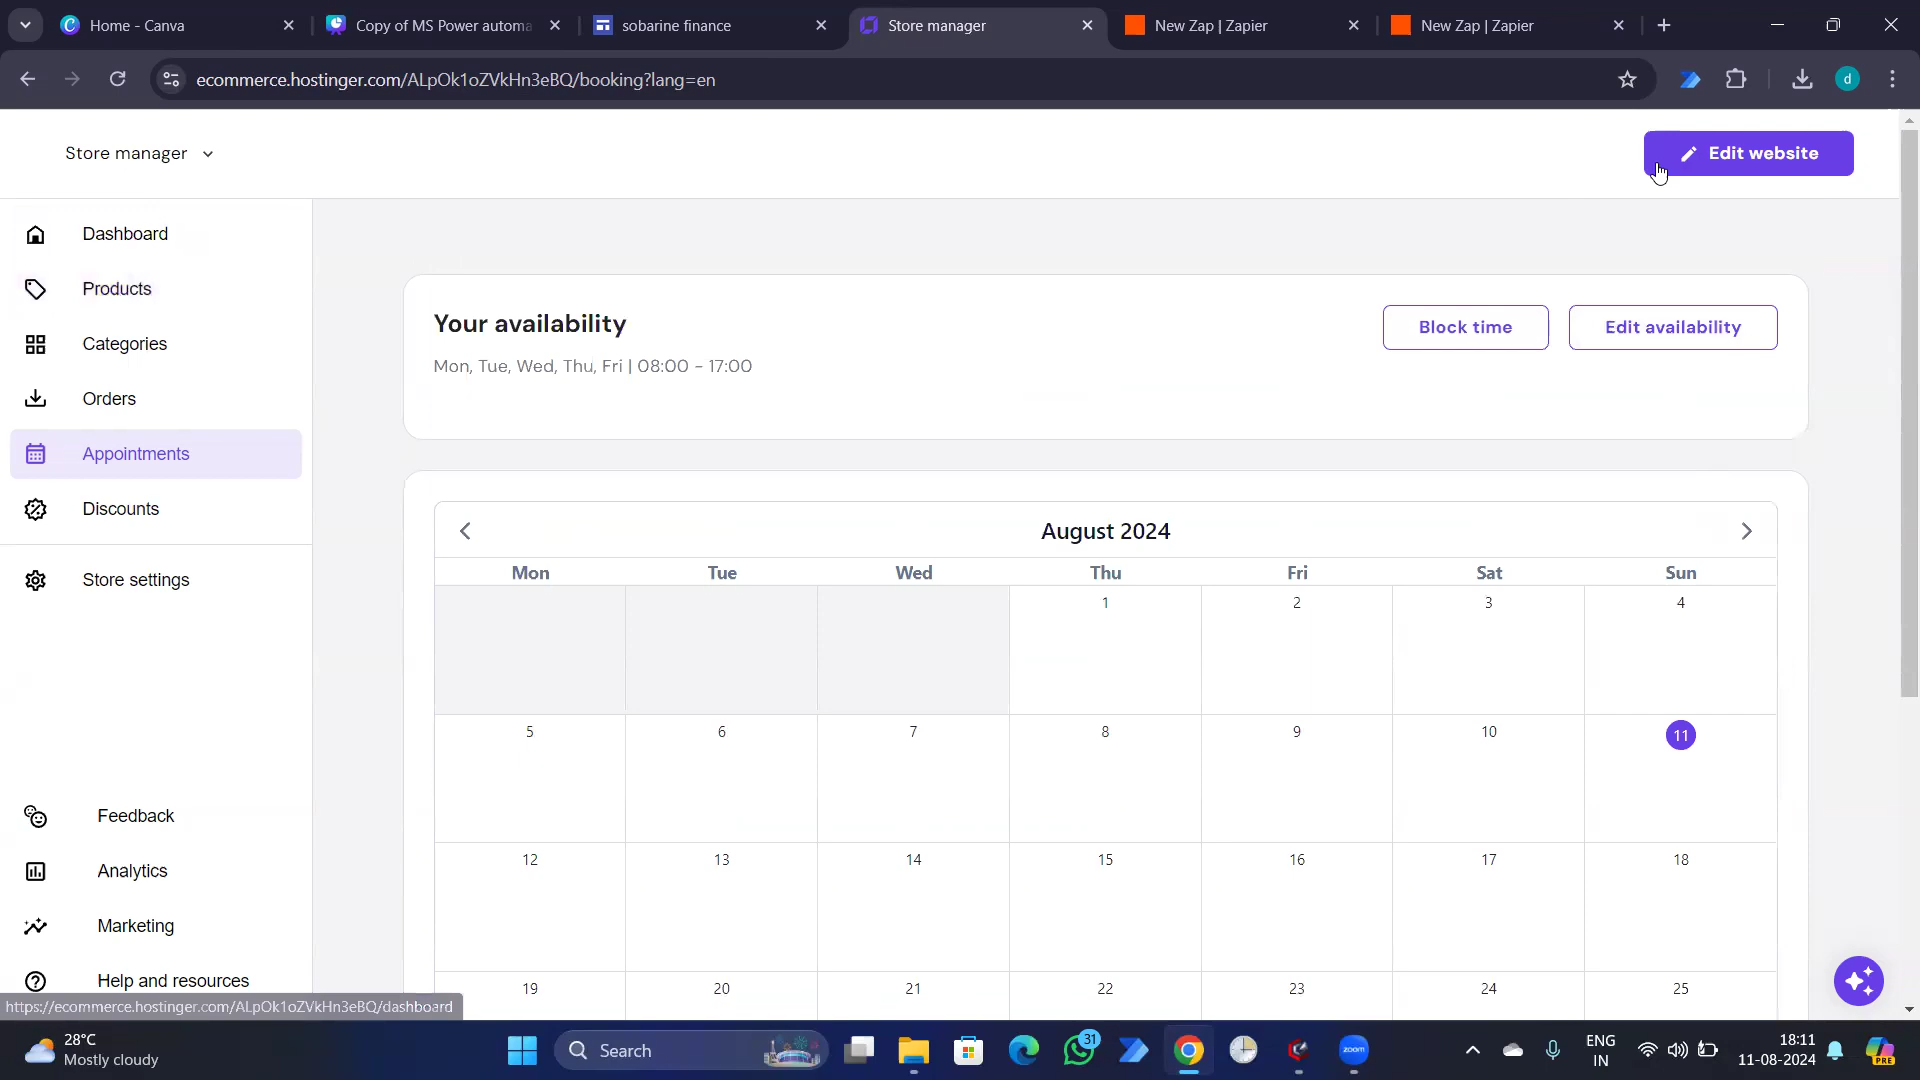 Home - Canva
Copy of MS Power automa
sobarine finance
Store manager
New Zap | Zapier
New Zap | Zapier
ecommerce.hostinger.com/ALpOk1oZVkHn3eBQ/booking?lang=en
d
Store manager
Edit website
Dashboard
Products
Categories
Orders
Appointments
Discounts
Store settings
Feedback
Analytics
Marketing
Help and resources
Your availability
Mon, Tue, Wed, Thu, Fri | 08:00 - 17:00
Block time
Edit availability
August 2024
Mon Tue Wed Thu Fri Sat Sun
1 2 3 4
5 6 7 8 9 10 11
12 13 14 15 16 17 18
19 20 21 22 23 24 25
https://ecommerce.hostinger.com/ALpOk1oZVkHn3eBQ/dashboard
28°C
Mostly cloudy
Search
31
zoom
ENG
IN
18:11
11-08-2024
PRE